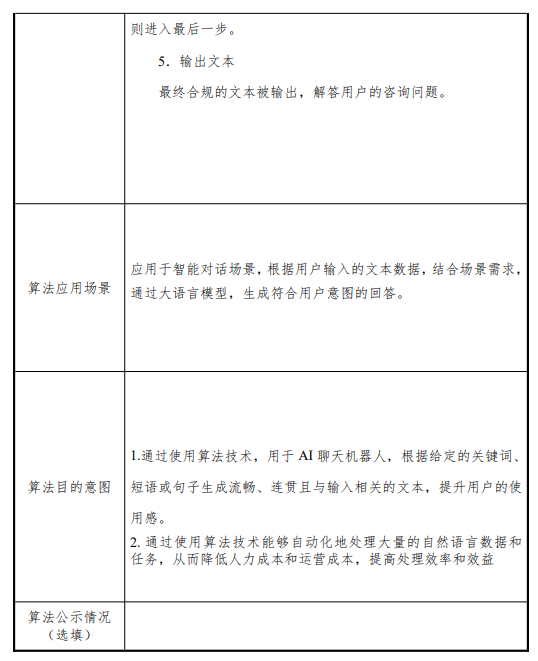 则进入最后一步。
5. 输出文本
最终合规的文本被输出，解答用户的咨询问题。
算法应用场景
应用于智能对话场景，根据用户输入的文本数据，结合场景需求，
通过大语言模型，生成符合用户意图的回答。
算法目的意图
1.通过使用算法技术，用于 AI 聊天机器人，根据给定的关键词、
短语或句子生成流畅、连贯且与输入相关的文本，提升用户的使
用感。
2. 通过使用算法技术能够自动化地处理大量的自然语言数据和
任务，从而降低人力成本和运营成本，提高处理效率和效益
算法公示情况
（选填）